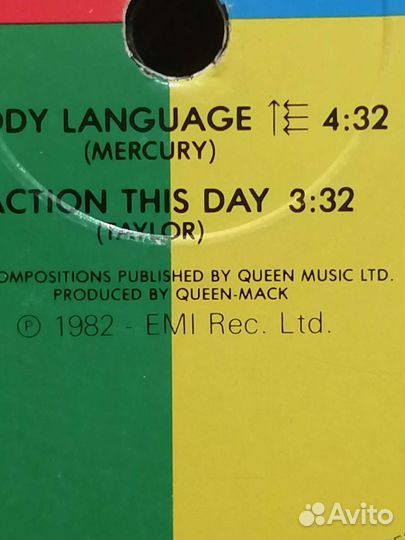 ODY LANGUAGE ↑⇇ 4:32
(MERCURY)
ACTION THIS DAY 3:32
(TAYLOR)
OMPOSITIONS PUBLISHED BY QUEEN MUSIC LTD.
PRODUCED BY QUEEN-MACK
Ⓟ 1982 - EMI Rec. Ltd.
Avito